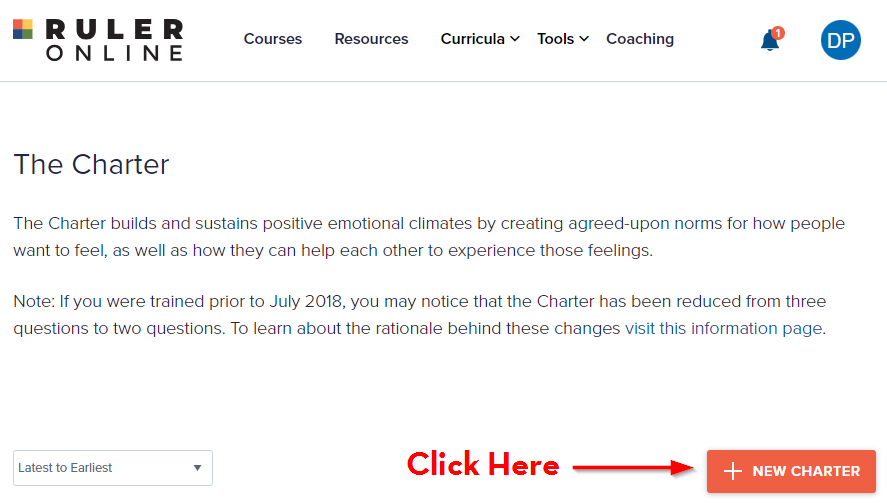 RULER
ONLINE
Courses Resources Curricula Tools Coaching 1 DP
The Charter
The Charter builds and sustains positive emotional climates by creating agreed-upon norms for how people
want to feel, as well as how they can help each other to experience those feelings.
Note: If you were trained prior to July 2018, you may notice that the Charter has been reduced from three
questions to two questions. To learn about the rationale behind these changes visit this information page.
Latest to Earliest
Click Here
NEW CHARTER